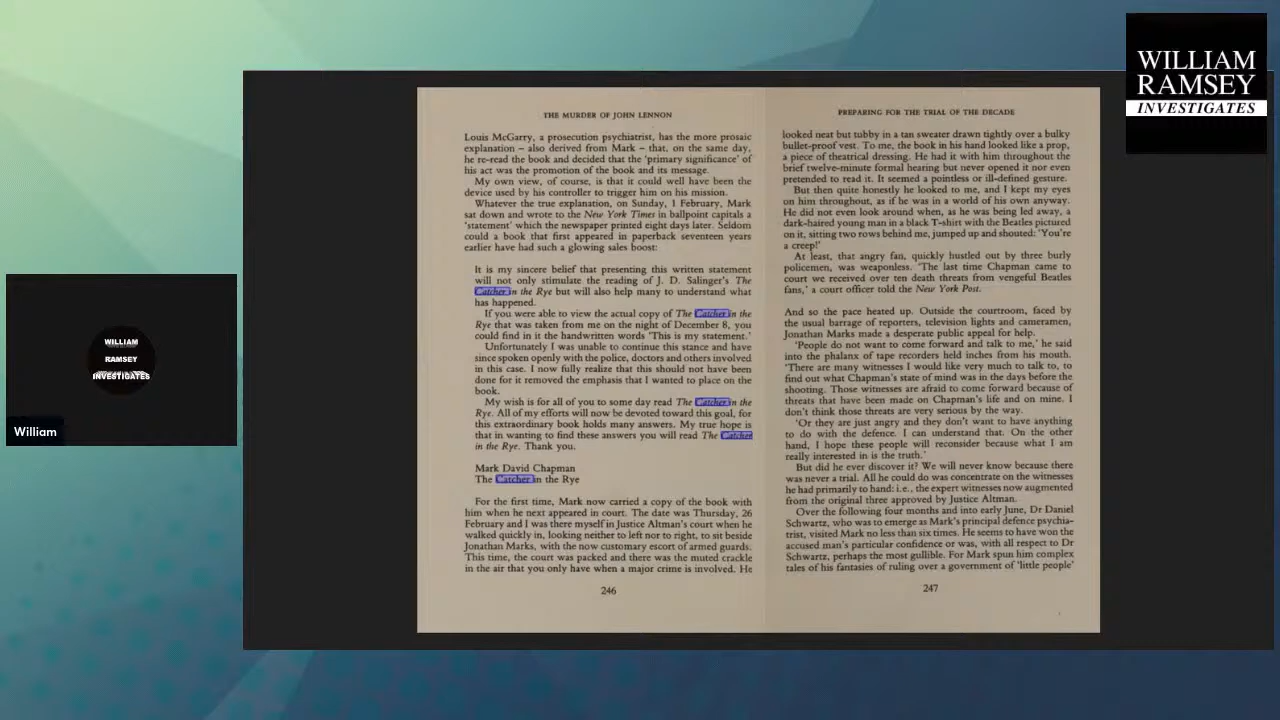 WILLIAM
RAMSEY
INVESTIGATES
WILLIAM
RAMSEY
INVESTIGATES
William
THE MURDER OF JOHN LENNON
Louis McGarry, a prosecution psychiatrist, has the more prosaic
explanation – also derived from Mark – that, on the same day,
he re-read the book and decided that the 'primary significance' of
his act was the promotion of the book and its message.
My own view, of course, is that it could well have been the
device used by his controller to trigger him on his mission.
Whatever the true explanation, on Sunday, 1 February, Mark
sat down and wrote to the New York Times in ballpoint capitals a
'statement' which the newspaper printed eight days later. Seldom
could a book that first appeared in paperback seventeen years
earlier have had such a glowing sales boost:
It is my sincere belief that presenting this written statement
will not only stimulate the reading of J. D. Salinger's The
Catcher in the Rye but will also help many to understand what
has happened.
If you were able to view the actual copy of The Catcher in the
Rye that was taken from me on the night of December 8, you
could find in it the handwritten words 'This is my statement.'
Unfortunately I was unable to continue this stance and have
since spoken openly with the police, doctors and others involved
in this case. I now fully realize that this should not have been
done for it removed the emphasis that I wanted to place on the
book.
My wish is for all of you to some day read The Catcher in the
Rye. All of my efforts will now be devoted toward this goal, for
this extraordinary book holds many answers. My true hope is
that in wanting to find these answers you will read The Catcher
in the Rye. Thank you.
Mark David Chapman
The Catcher in the Rye
For the first time, Mark now carried a copy of the book with
him when he next appeared in court. The date was Thursday, 26
February and I was there myself in Justice Altman's court when he
walked quickly in, looking neither to left nor to right, to sit beside
Jonathan Marks, with the now customary escort of armed guards.
This time, the court was packed and there was the muted crackle
in the air that you only have when a major crime is involved. He
246
PREPARING FOR THE TRIAL OF THE DECADE
looked neat but tubby in a tan sweater drawn tightly over a bulky
bullet-proof vest. To me, the book in his hand looked like a prop,
a piece of theatrical dressing. He had it with him throughout the
brief twelve-minute formal hearing but never opened it nor even
pretended to read it. It seemed a pointless or ill-defined gesture.
But then quite honestly he looked to me, and I kept my eyes
on him throughout, as if he was in a world of his own anyway.
He did not even look around when, as he was being led away, a
dark-haired young man in a black T-shirt with the Beatles pictured
on it, sitting two rows behind me, jumped up and shouted: 'You're
a creep!'
At least, that angry fan, quickly hustled out by three burly
policemen, was weaponless. 'The last time Chapman came to
court we received over ten death threats from vengeful Beatles
fans,' a court officer told the New York Post.
And so the pace heated up. Outside the courtroom, faced by
the usual barrage of reporters, television lights and cameramen,
Jonathan Marks made a desperate public appeal for help.
'People do not want to come forward and talk to me,' he said
into the phalanx of tape recorders held inches from his mouth.
'There are many witnesses I would like very much to talk to, to
find out what Chapman's state of mind was in the days before the
shooting. Those witnesses are afraid to come forward because of
threats that have been made on Chapman's life and on mine. I
don't think those threats are very serious by the way.
'Or they are just angry and they don't want to have anything
to do with the defence. I can understand that. On the other
hand, I hope these people will reconsider because what I am
really interested in is the truth.'
But did he ever discover it? We will never know because there
was never a trial. All he could do was concentrate on the witnesses
he had primarily to hand: i.e., the expert witnesses now augmented
from the original three approved by Justice Altman.
Over the following four months and into early June, Dr Daniel
Schwartz, who was to emerge as Mark's principal defence psychia-
trist, visited Mark no less than six times. He seems to have won the
accused man's particular confidence or was, with all respect to Dr
Schwartz, perhaps the most gullible. For Mark spun him complex
tales of his fantasies of ruling over a government of 'little people'
247